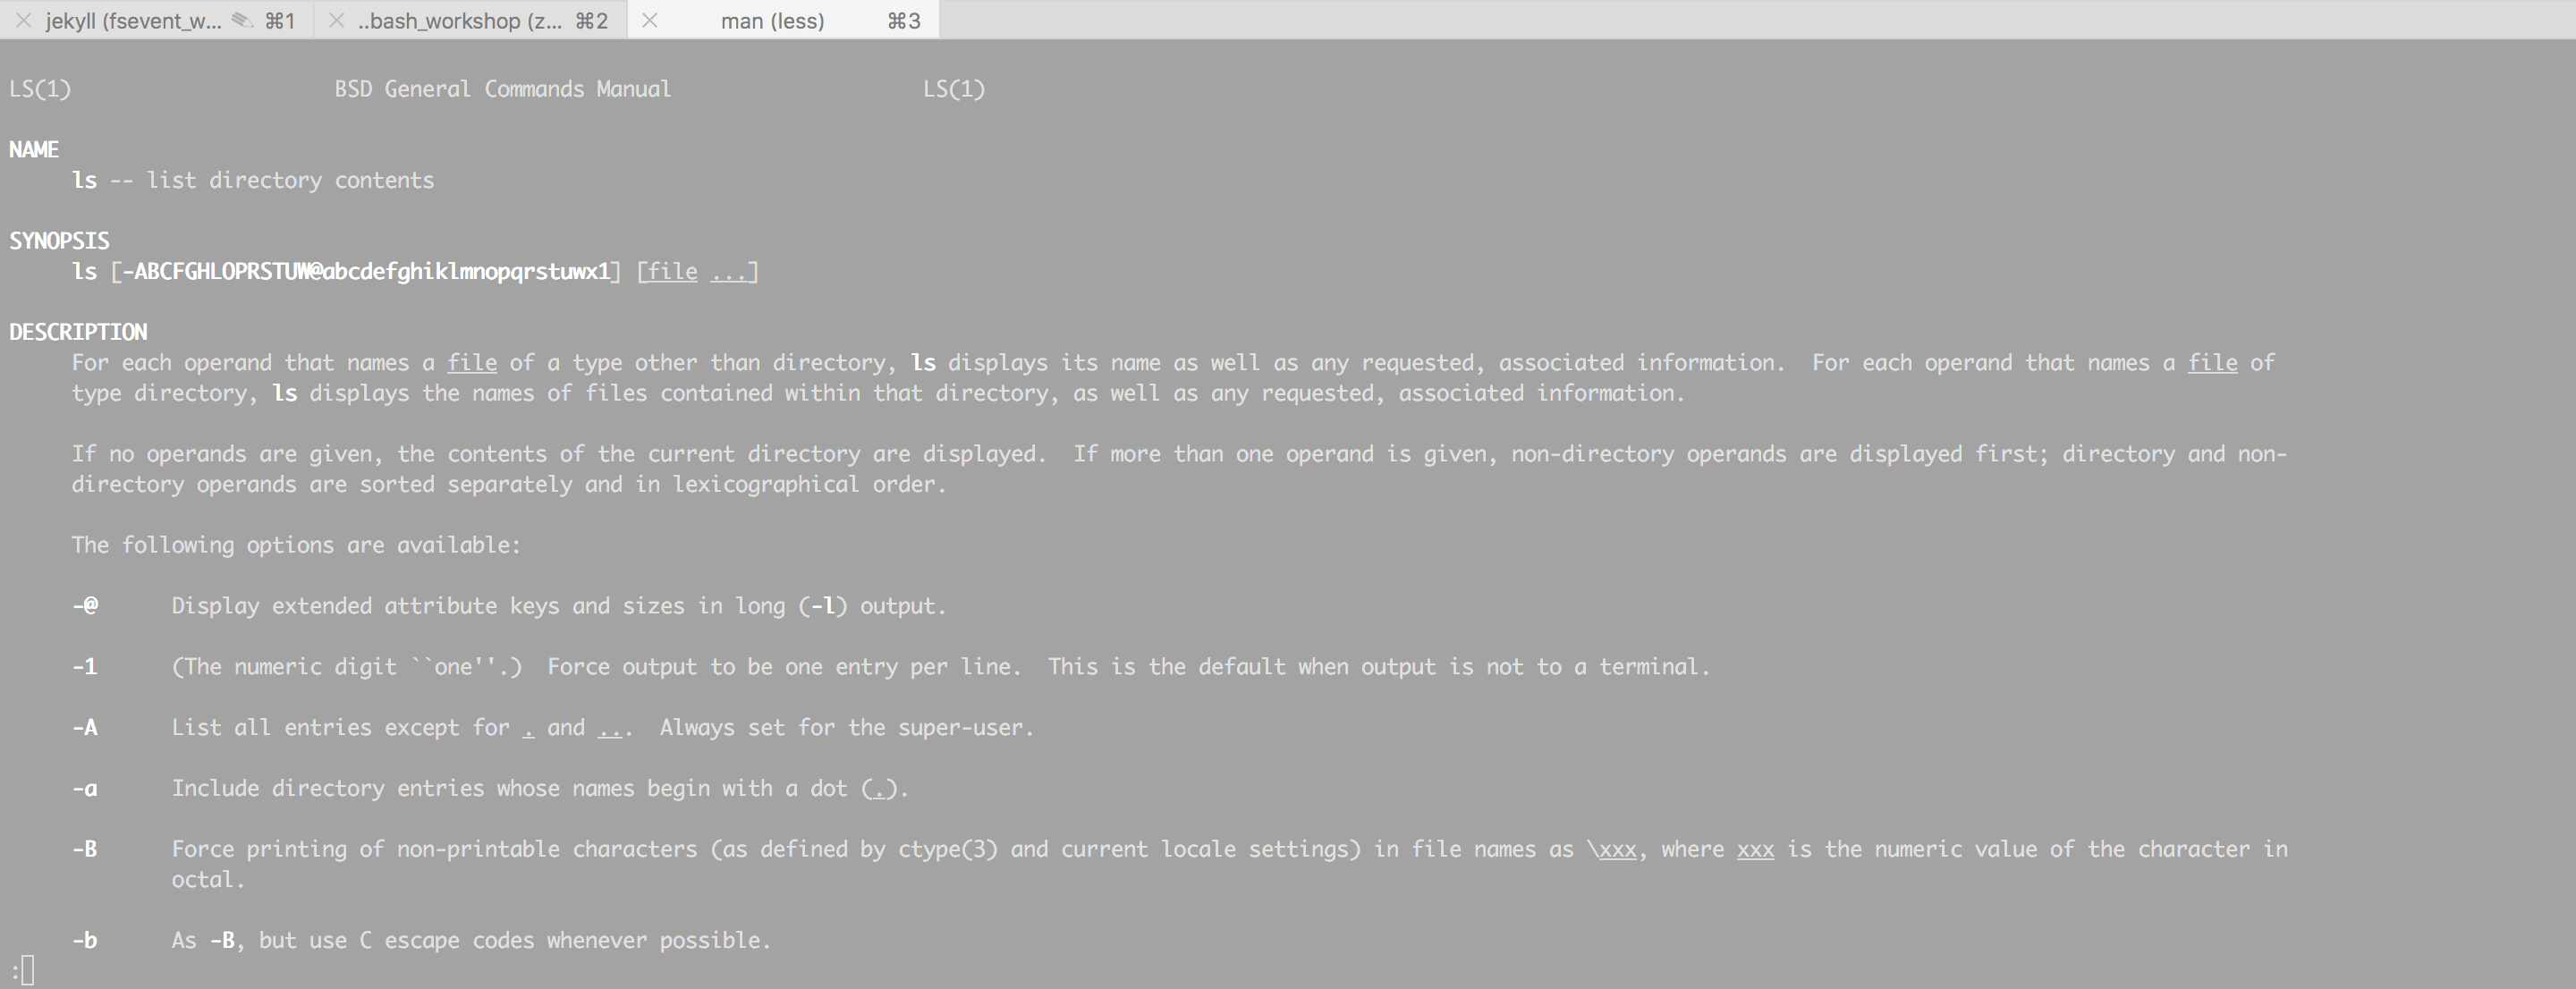 jekyll (fsevent_w... ⌘1 ..bash_workshop (z... ⌘2 man (less) ⌘3
LS(1) BSD General Commands Manual LS(1)
NAME
ls -- list directory contents
SYNOPSIS
ls [-ABCFGHLOPRSTUW@abcdefghiklmnopqrstuwx1] [file ...]
DESCRIPTION
For each operand that names a file of a type other than directory, ls displays its name as well as any requested, associated information. For each operand that names a file of
type directory, ls displays the names of files contained within that directory, as well as any requested, associated information.
If no operands are given, the contents of the current directory are displayed. If more than one operand is given, non-directory operands are displayed first; directory and non-
directory operands are sorted separately and in lexicographical order.
The following options are available:
-@ Display extended attribute keys and sizes in long (-l) output.
-1 (The numeric digit ``one''.) Force output to be one entry per line. This is the default when output is not to a terminal.
-A List all entries except for . and ... Always set for the super-user.
-a Include directory entries whose names begin with a dot (.).
-B Force printing of non-printable characters (as defined by ctype(3) and current locale settings) in file names as \xxx, where xxx is the numeric value of the character in
octal.
-b As -B, but use C escape codes whenever possible.
: